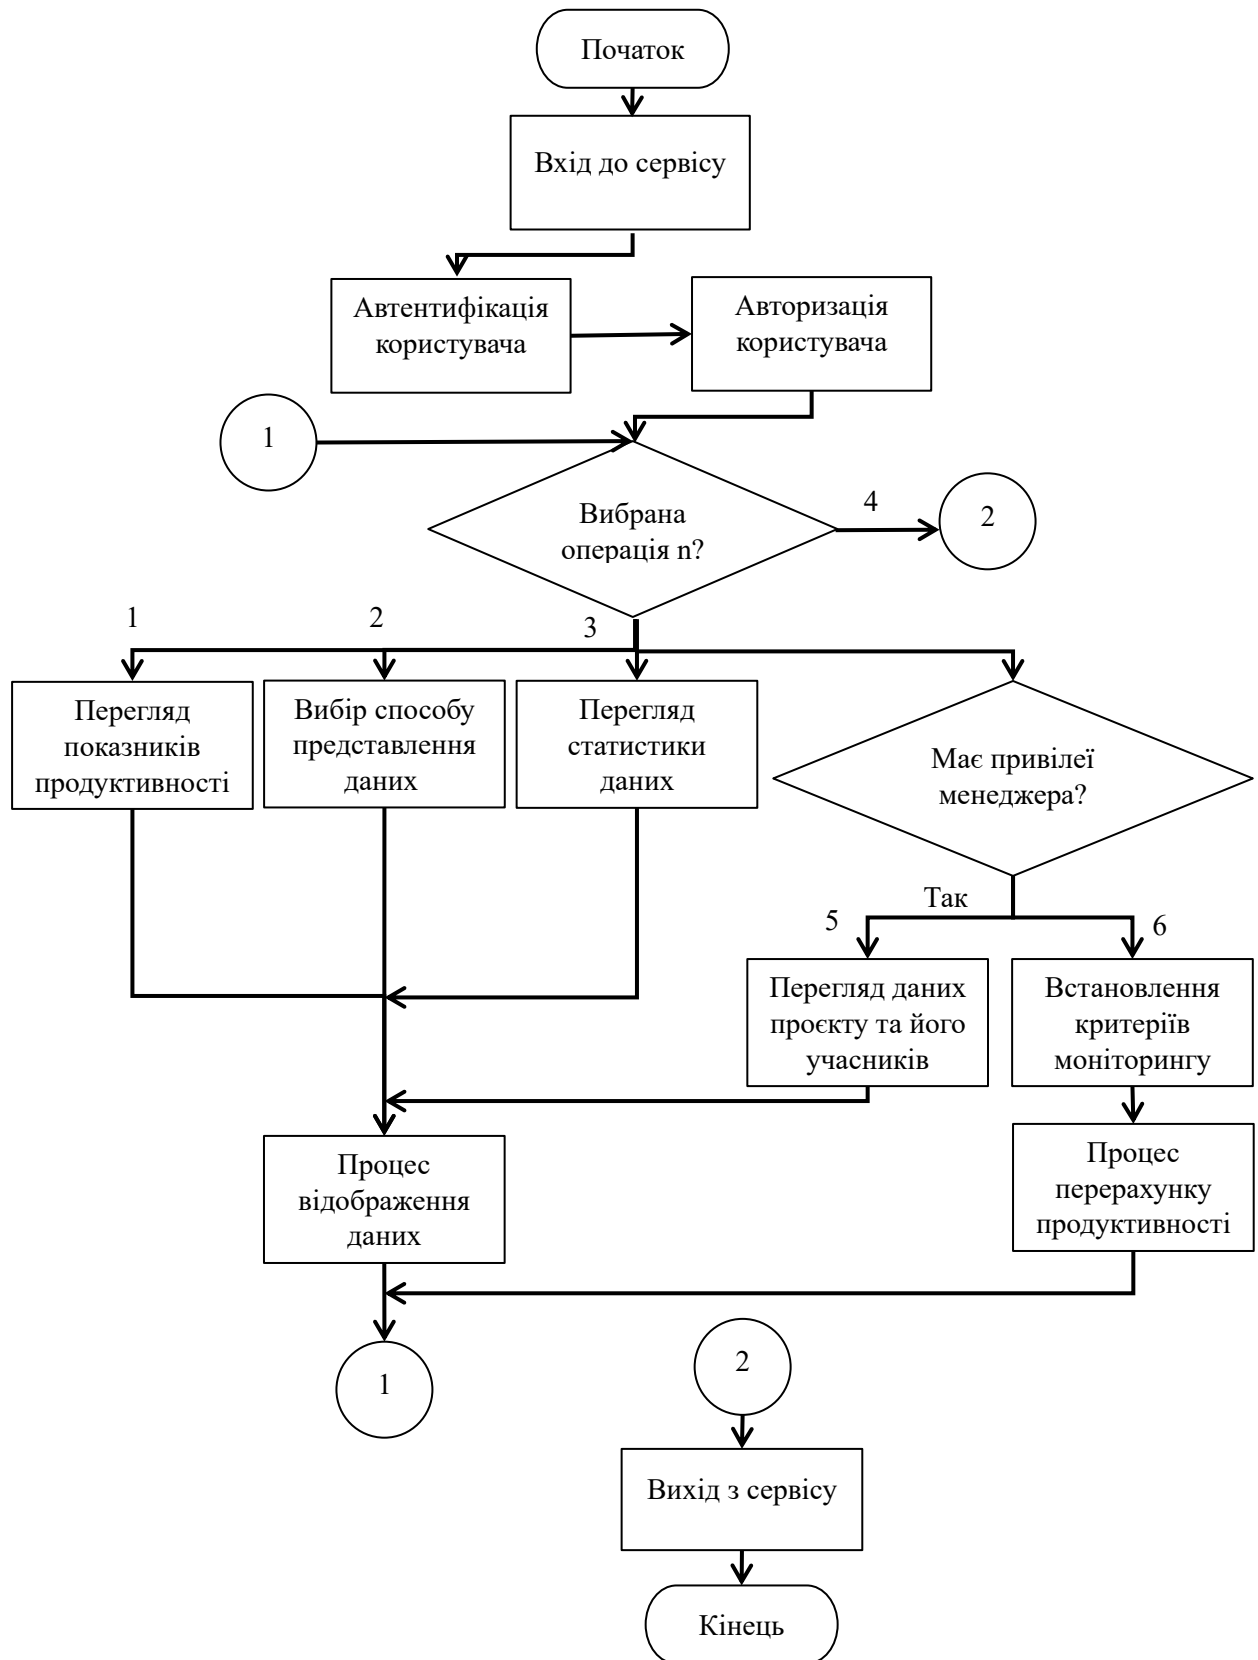 Початок
Вхід до сервісу
Автентифікація
користувача
Авторизація
користувача
1
Вибрана
операція n?
4
2
1
2
3
Перегляд
показників
продуктивності
Вибір способу
представлення
даних
Перегляд
статистики
даних
Має привілеї
менеджера?
Так
5
6
Перегляд даних
проєкту та його
учасників
Встановлення
критеріїв
моніторингу
Процес
відображення
даних
Процес
перерахунку
продуктивності
1
2
Вихід з сервісу
Кінець